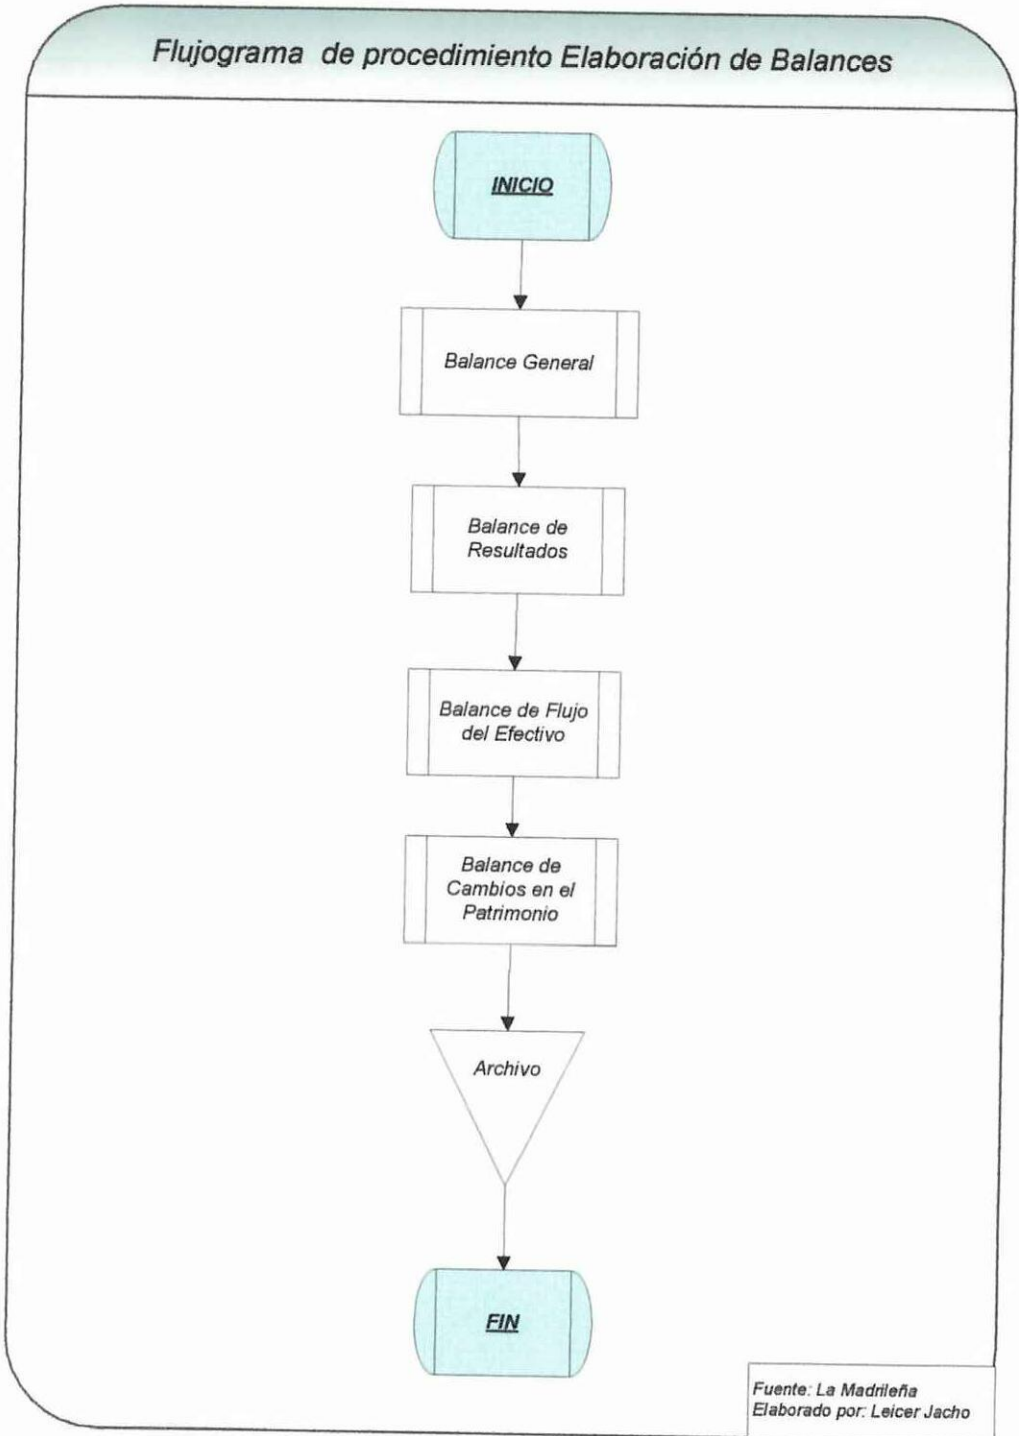 Flujograma de procedimiento Elaboración de Balances
INICIO
Balance General
Balance de
Resultados
Balance de Flujo
del Efectivo
Balance de
Cambios en el
Patrimonio
Archivo
FIN
Fuente: La Madrileña
Elaborado por: Leicer Jacho